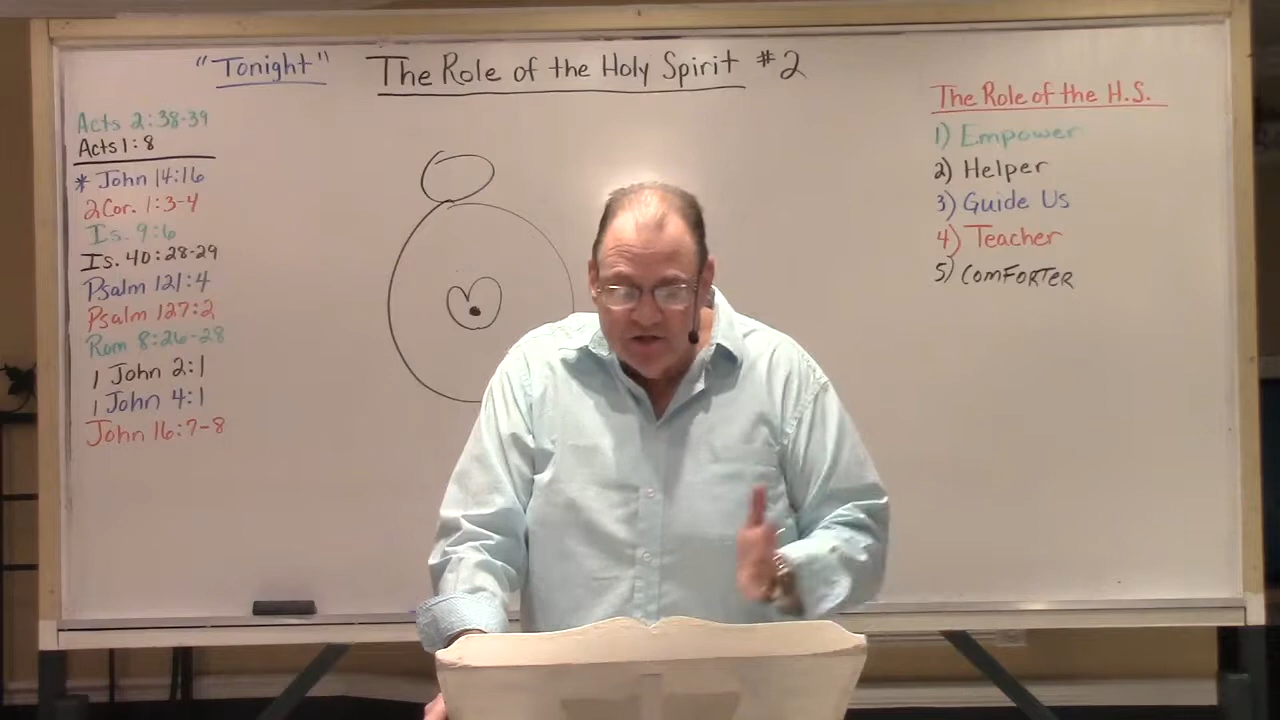 "Tonight" The Role of the Holy Spirit #2
Acts 2:38-39
Acts 1:8
* John 14:16
2 Cor. 1:3-4
Is. 9:6
Is. 40:28-29
Psalm 121:4
Psalm 127:2
Rom 8:26-28
1 John 2:1
1 John 4:1
John 16:7-8
The Role of the H.S.
1) Empower
2) Helper
3) Guide Us
4) Teacher
5) COMFORTER